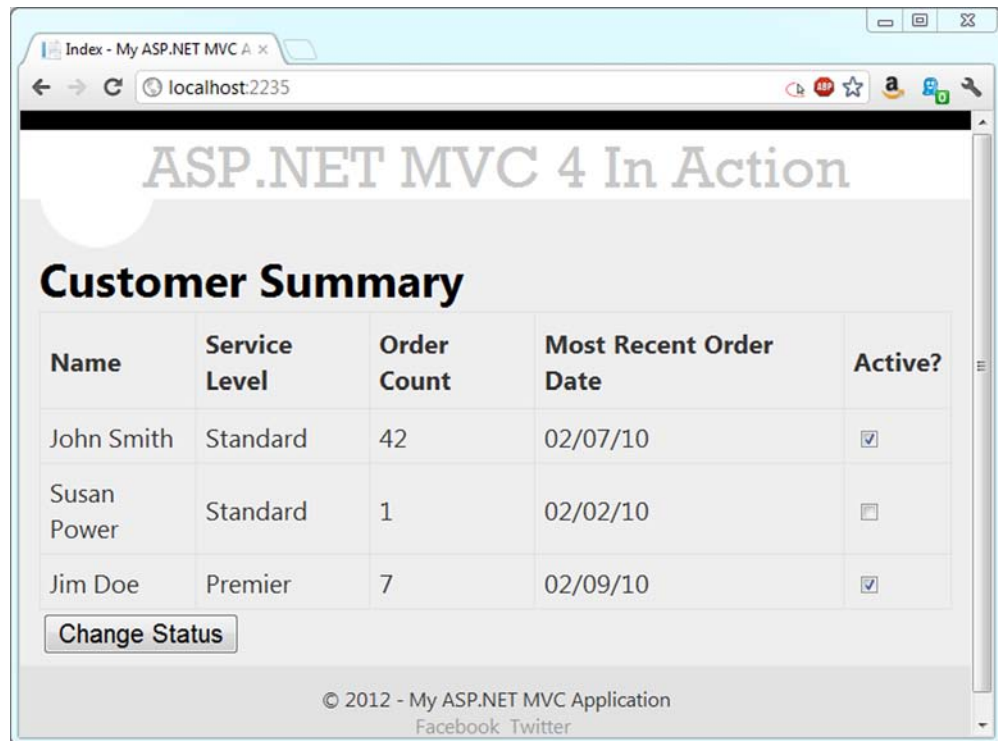 Index - My ASP.NET MVC A
localhost:2235
ABP
a
0
ASP.NET MVC 4 In Action
Customer Summary
Name Service Level Order Count Most Recent Order Date Active?
John Smith Standard 42 02/07/10
Susan Power Standard 1 02/02/10
Jim Doe Premier 7 02/09/10
Change Status
© 2012 - My ASP.NET MVC Application
Facebook Twitter